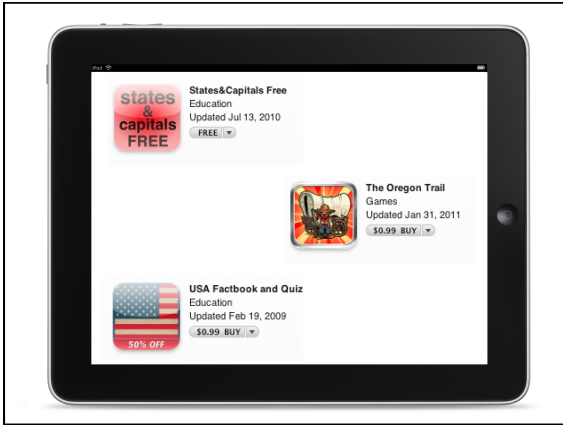 iPod
states
&
capitals
FREE
States&Capitals Free
Education
Updated Jul 13, 2010
FREE
The Oregon Trail
Games
Updated Jan 31, 2011
$0.99 BUY
50% OFF
USA Factbook and Quiz
Education
Updated Feb 19, 2009
$0.99 BUY